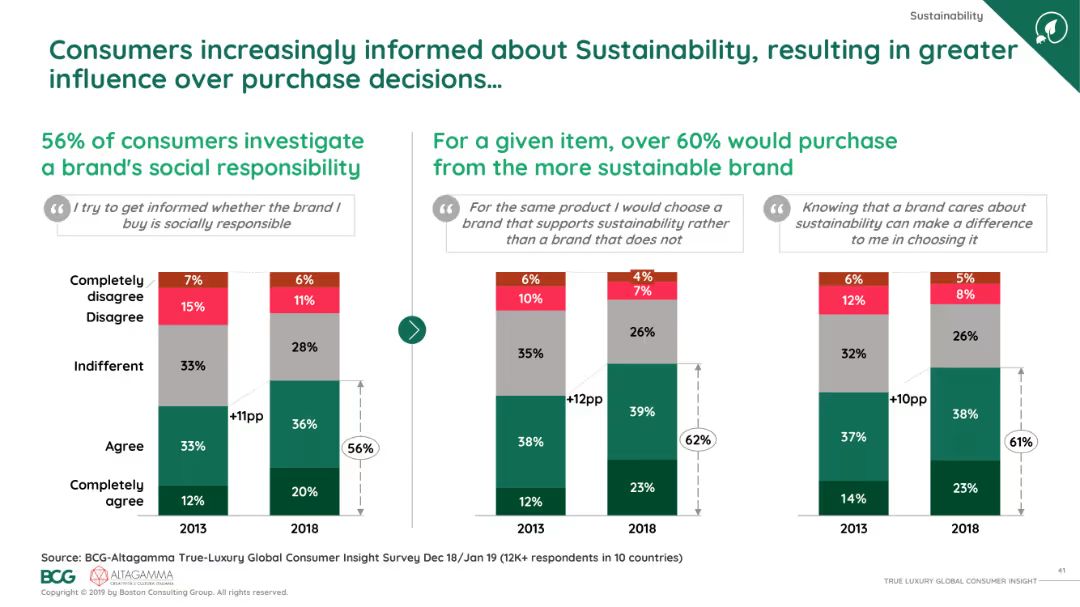 Sustainability
Consumers increasingly informed about Sustainability, resulting in greater
influence over purchase decisions...
56% of consumers investigate
a brand's social responsibility
For a given item, over 60% would purchase
from the more sustainable brand
I try to get informed whether the brand I
buy is socially responsible
For the same product I would choose a
brand that supports sustainability rather
than a brand that does not
Knowing that a brand cares about
sustainability can make a difference
to me in choosing it
Completely
disagree
Disagree
Indifferent
Agree
Completely
agree
7%
15%
33%
33%
12%
2013
+11pp
6%
11%
28%
36%
20%
2018
56%
6%
10%
35%
38%
12%
2013
+12pp
4%
7%
26%
39%
23%
2018
62%
6%
12%
32%
37%
14%
2013
+10pp
5%
8%
26%
38%
23%
2018
61%
Source: BCG-Altagamma True-Luxury Global Consumer Insight Survey Dec 18/Jan 19 (12K+ respondents in 10 countries)
BCG
ALTAGAMMA
Copyright © 2019 by Boston Consulting Group. All rights reserved.
41
TRUE LUXURY GLOBAL CONSUMER INSIGHT